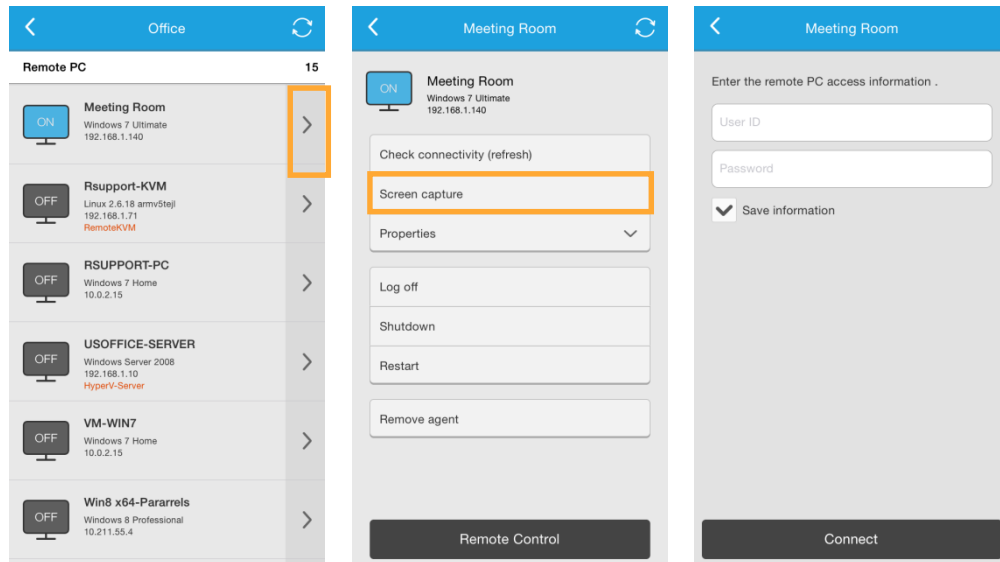 Office
Remote PC 15
ON
Meeting Room
Windows 7 Ultimate
192.168.1.140
OFF
Rsupport-KVM
Linux 2.6.18 armv5tejl
192.168.1.71
RemoteKVM
OFF
RSUPPORT-PC
Windows 7 Home
10.0.2.15
OFF
USOFFICE-SERVER
Windows Server 2008
192.168.1.10
HyperV-Server
OFF
VM-WIN7
Windows 7 Home
10.0.2.15
OFF
Win8 x64-Pararrels
Windows 8 Professional
10.211.55.4
Meeting Room
ON
Meeting Room
Windows 7 Ultimate
192.168.1.140
Check connectivity (refresh)
Screen capture
Properties
Log off
Shutdown
Restart
Remove agent
Remote Control
Meeting Room
Enter the remote PC access information .
User ID
Password
Save information
Connect